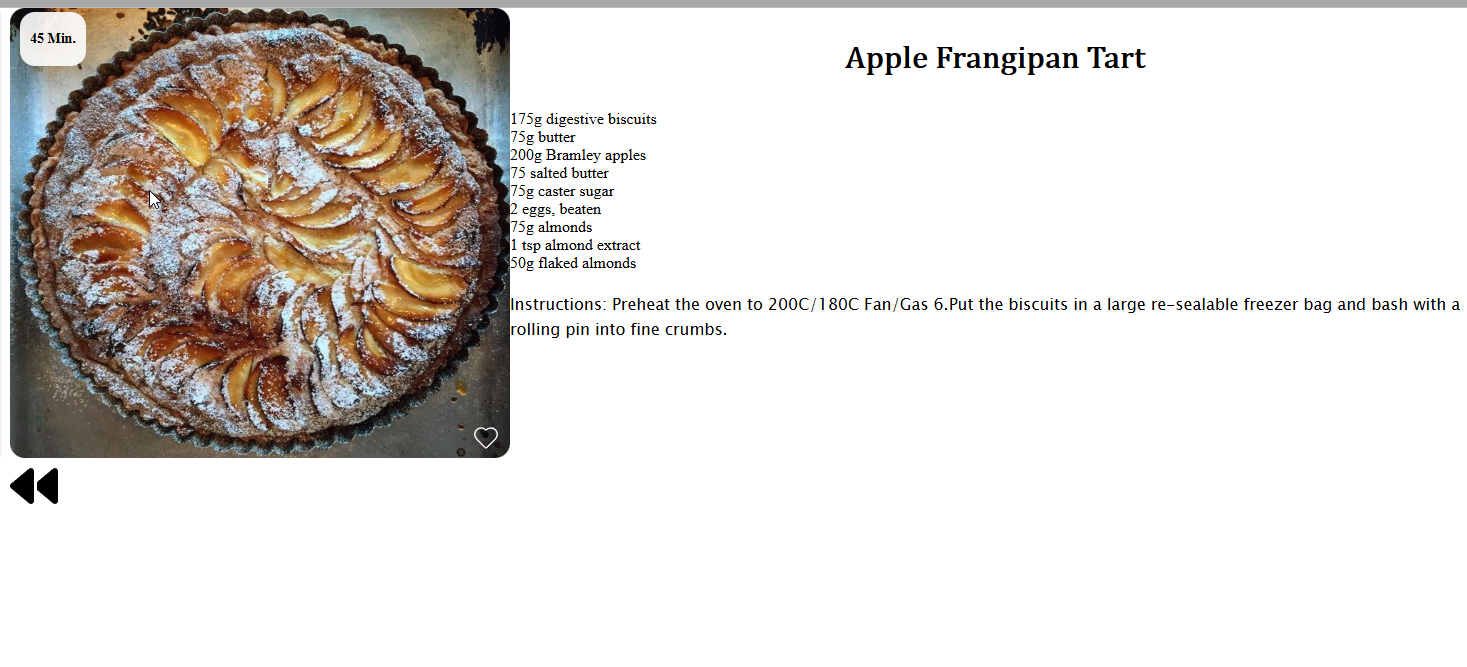 45 Min.
Apple Frangipan Tart
175g digestive biscuits
75g butter
200g Bramley apples
75 salted butter
75g caster sugar
2 eggs, beaten
75g almonds
1 tsp almond extract
50g flaked almonds
Instructions: Preheat the oven to 200C/180C Fan/Gas 6.Put the biscuits in a large re-sealable freezer bag and bash with a
rolling pin into fine crumbs.